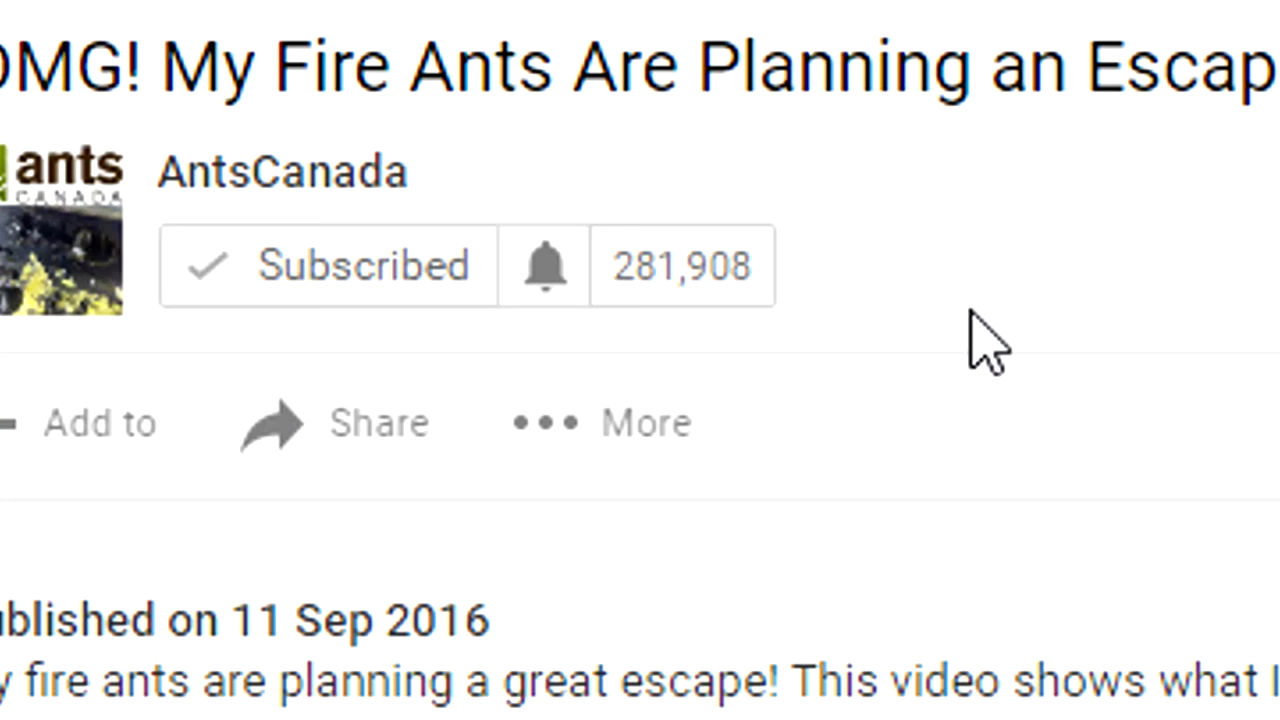 OMG! My Fire Ants Are Planning an Escap
ants
CANADA
AntsCanada
Subscribed 281,908
Add to Share More
ublished on 11 Sep 2016
y fire ants are planning a great escape! This video shows what I